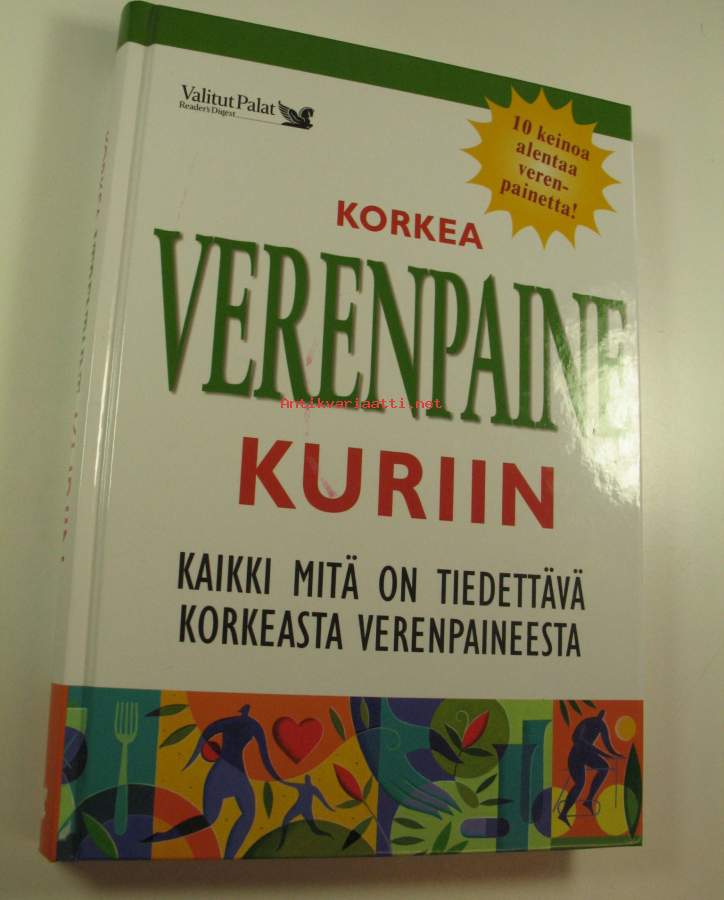 Valitut Palat
Reader's Digest
10 keinoa
alentaa
veren-
painetta!
KORKEA
VERENPAINE
Antikvariaatti.net
KURIIN
KAIKKI MITÄ ON TIEDETTÄVÄ
KORKEASTA VERENPAINEESTA